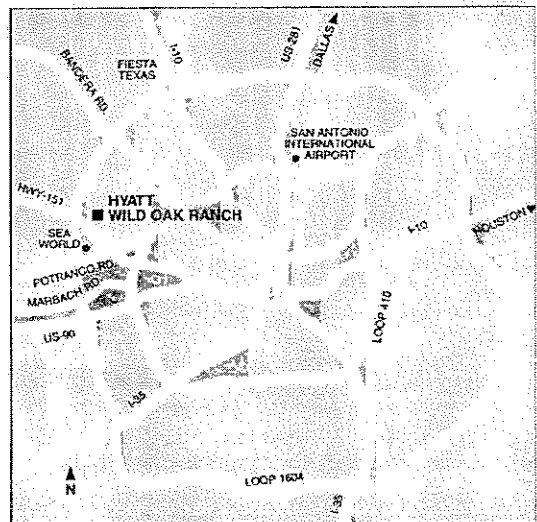 I-10
US-281
DALLAS
FIESTA
TEXAS
BANDERA RD.
SAN ANTONIO
INTERNATIONAL
AIRPORT
HWY-151
HYATT
WILD OAK RANCH
SEA
WORLD
I-10
HOUSTON
POTRANCO RD.
MARBACH RD.
US-90
LOOP 410
I-35
LOOP 1604
N
I-35